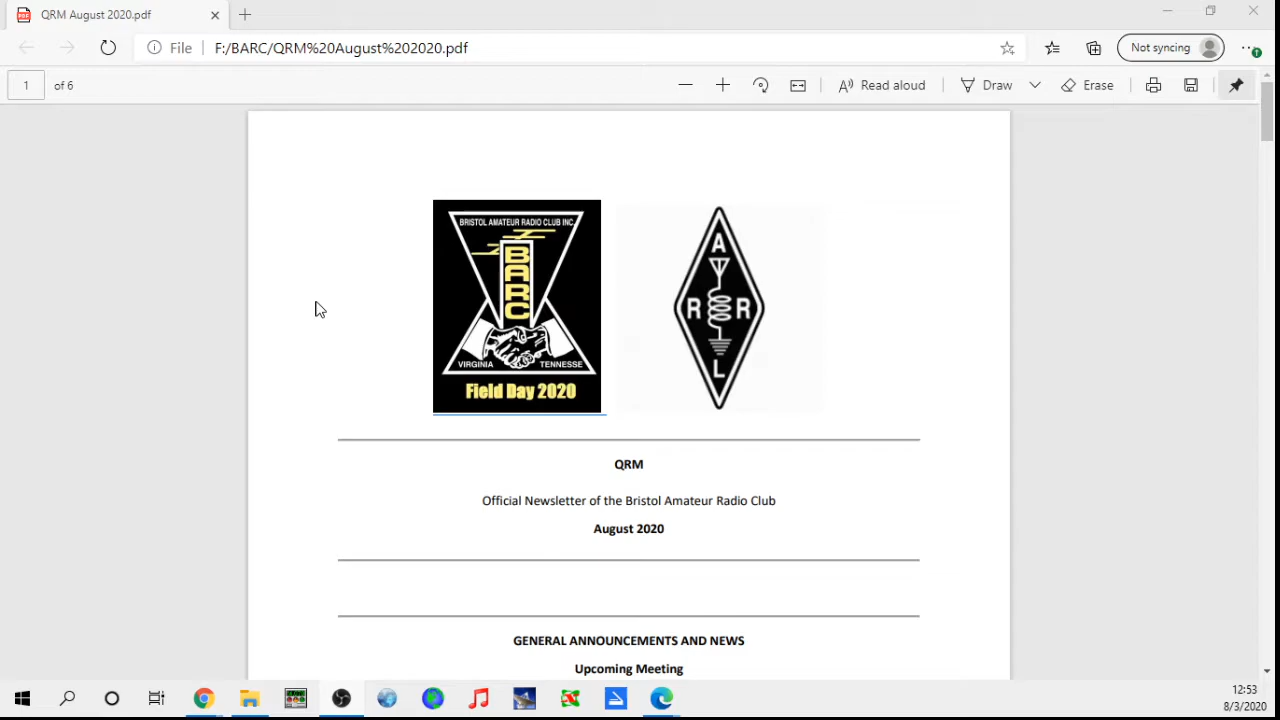 QRM August 2020.pdf
File F:/BARC/QRM%20August%202020.pdf
Not syncing
1 of 6
Read aloud
Draw
Erase
BRISTOL AMATEUR RADIO CLUB INC.
BARC
VIRGINIA TENNESSE
Field Day 2020
A
R R
L
QRM
Official Newsletter of the Bristol Amateur Radio Club
August 2020
GENERAL ANNOUNCEMENTS AND NEWS
Upcoming Meeting
12:53
8/3/2020